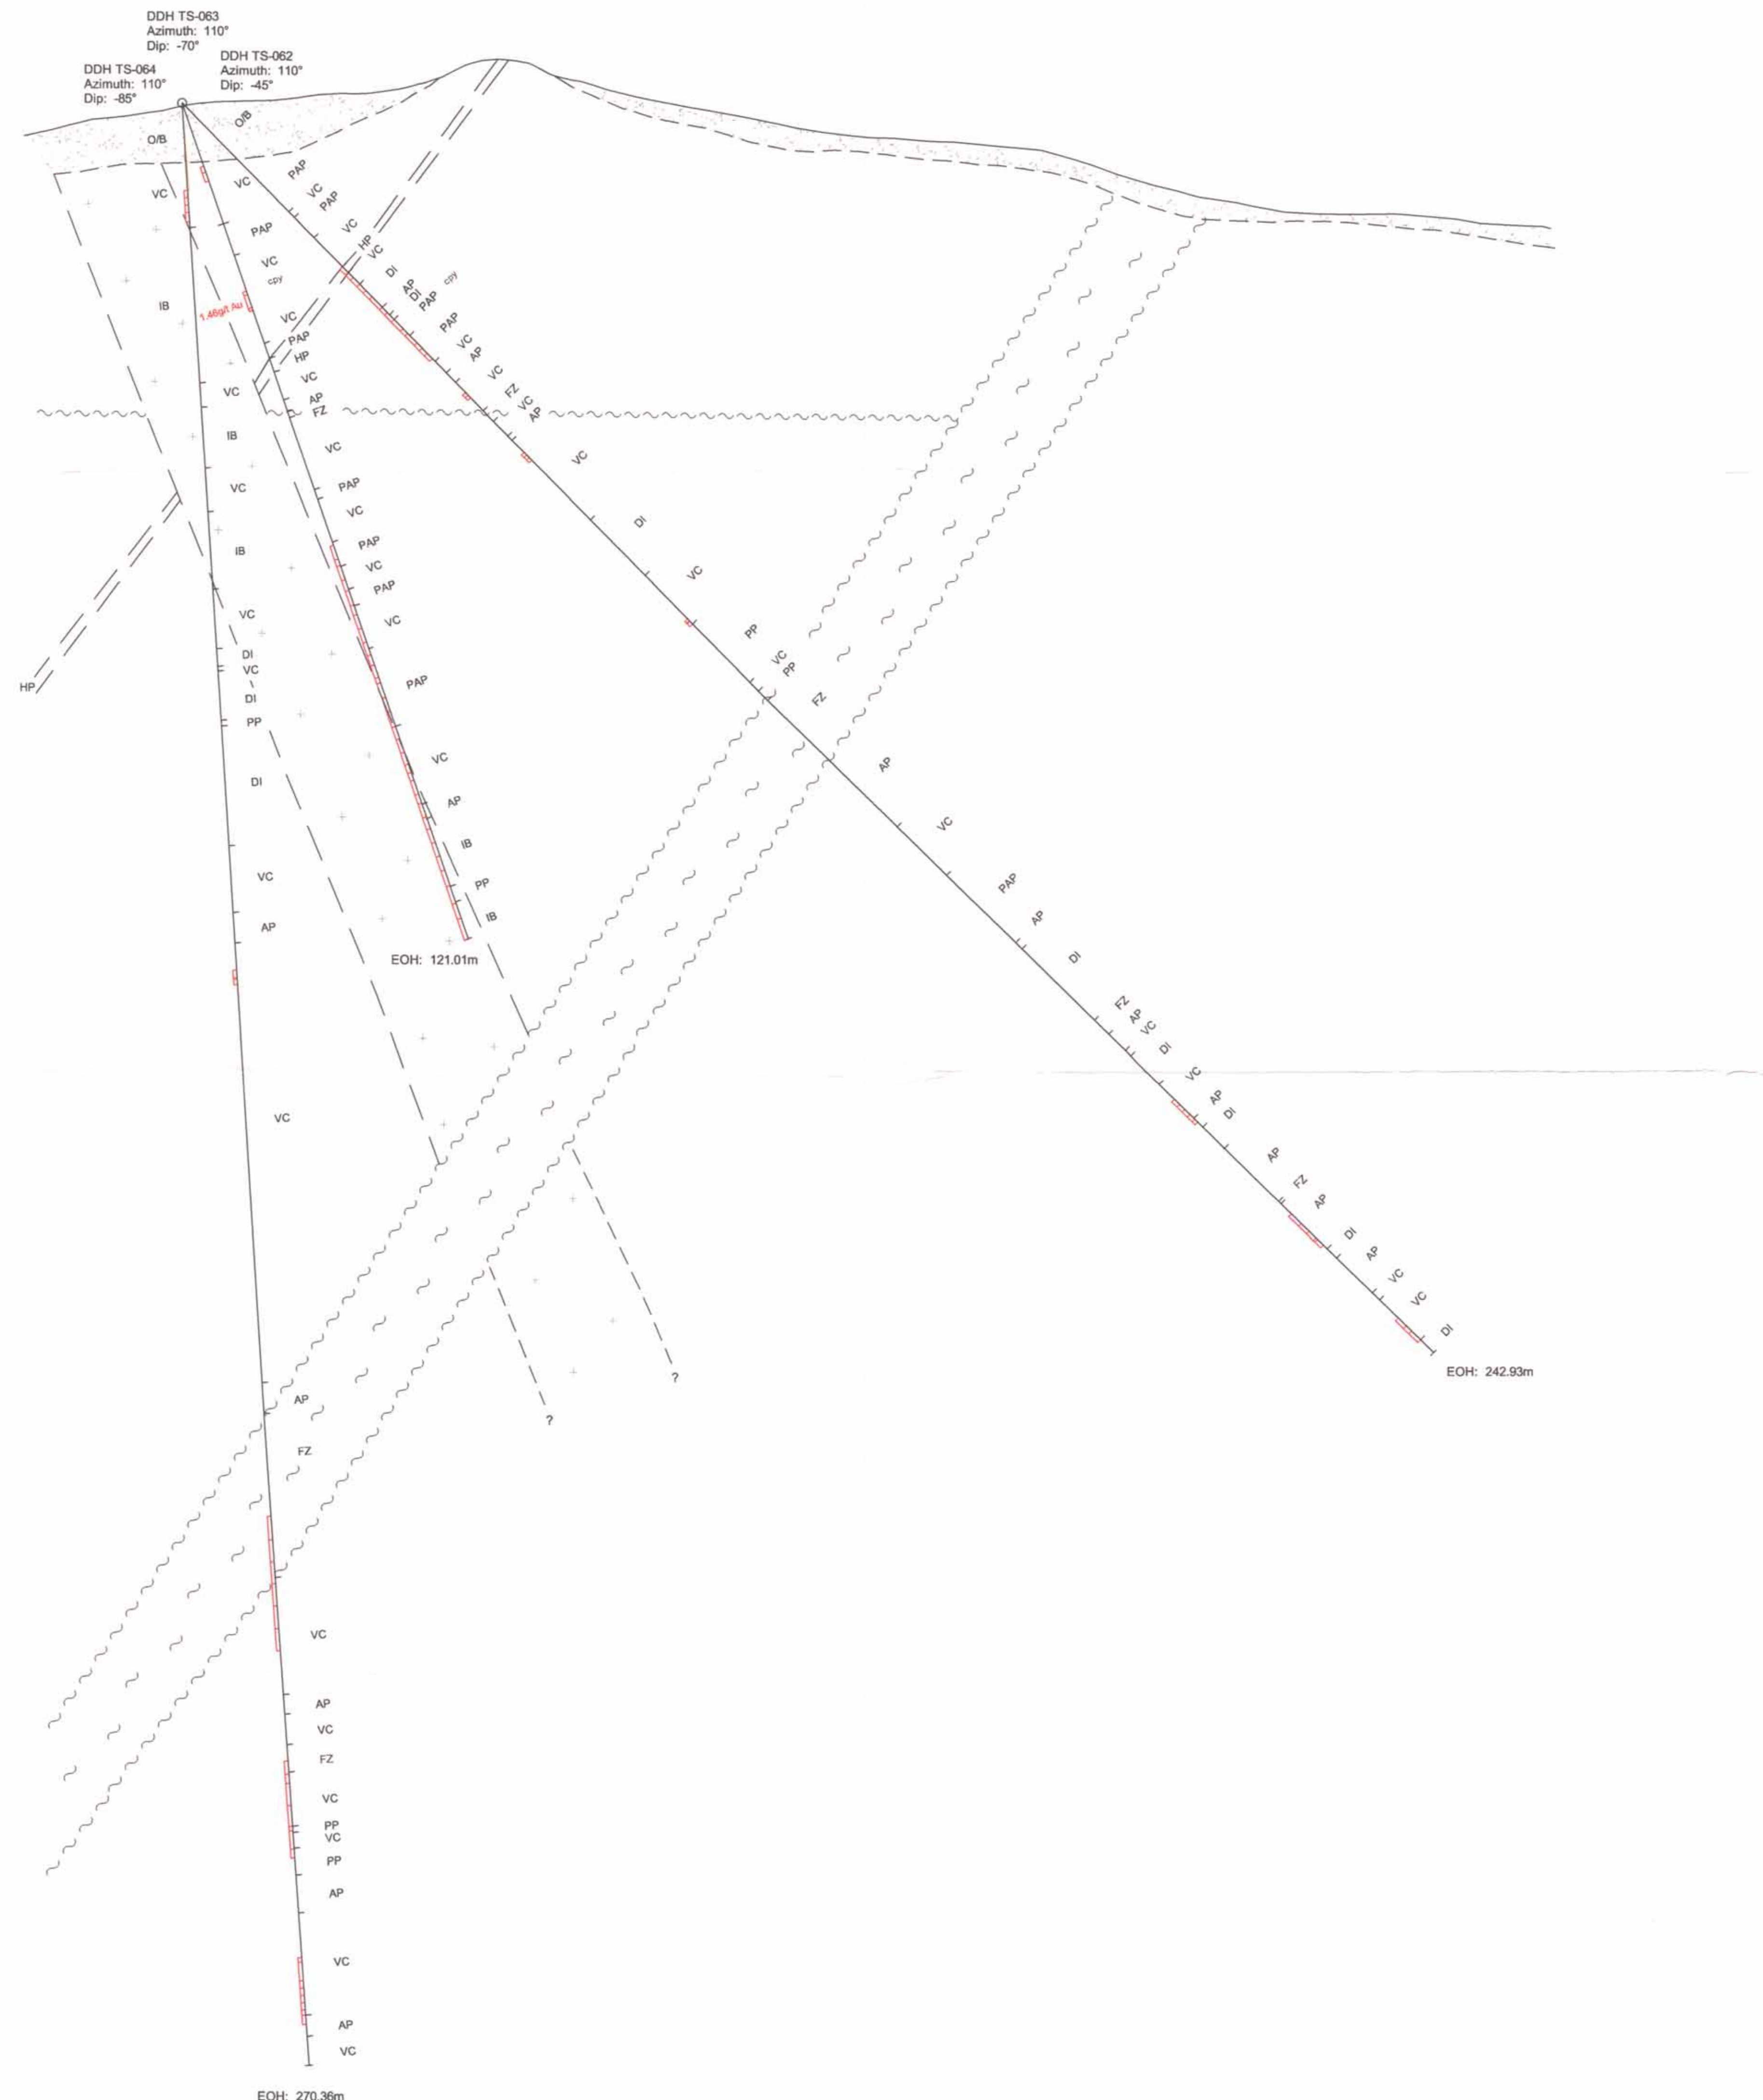 DDH TS-063
Azimuth: 110°
Dip: -70°
DDH TS-062
Azimuth: 110°
Dip: -45°
DDH TS-064
Azimuth: 110°
Dip: -85°
O/B
O/B
VC
IB
VC
IB
VC
IB
VC
DI
VC
DI
PP
DI
VC
AP
VC
AP
FZ
VC
AP
VC
FZ
VC
PP
VC
PP
AP
VC
AP
VC
EOH: 270.36m
VC
PAP
VC
cpy
1.46g/t Au
VC
PAP
HP
VC
AP
FZ
VC
PAP
VC
PAP
VC
PAP
VC
PAP
VC
AP
IB
PP
IB
EOH: 121.01m
PAP
VC
PAP
VC
HP
VC
DI
AP
DI
PAP
cpy
PAP
VC
AP
VC
FZ
VC
AP
VC
DI
VC
PP
VC
PP
FZ
AP
VC
PAP
AP
DI
FZ
AP
VC
DI
VC
AP
DI
AP
FZ
AP
DI
AP
VC
VC
DI
EOH: 242.93m
HP
?
?